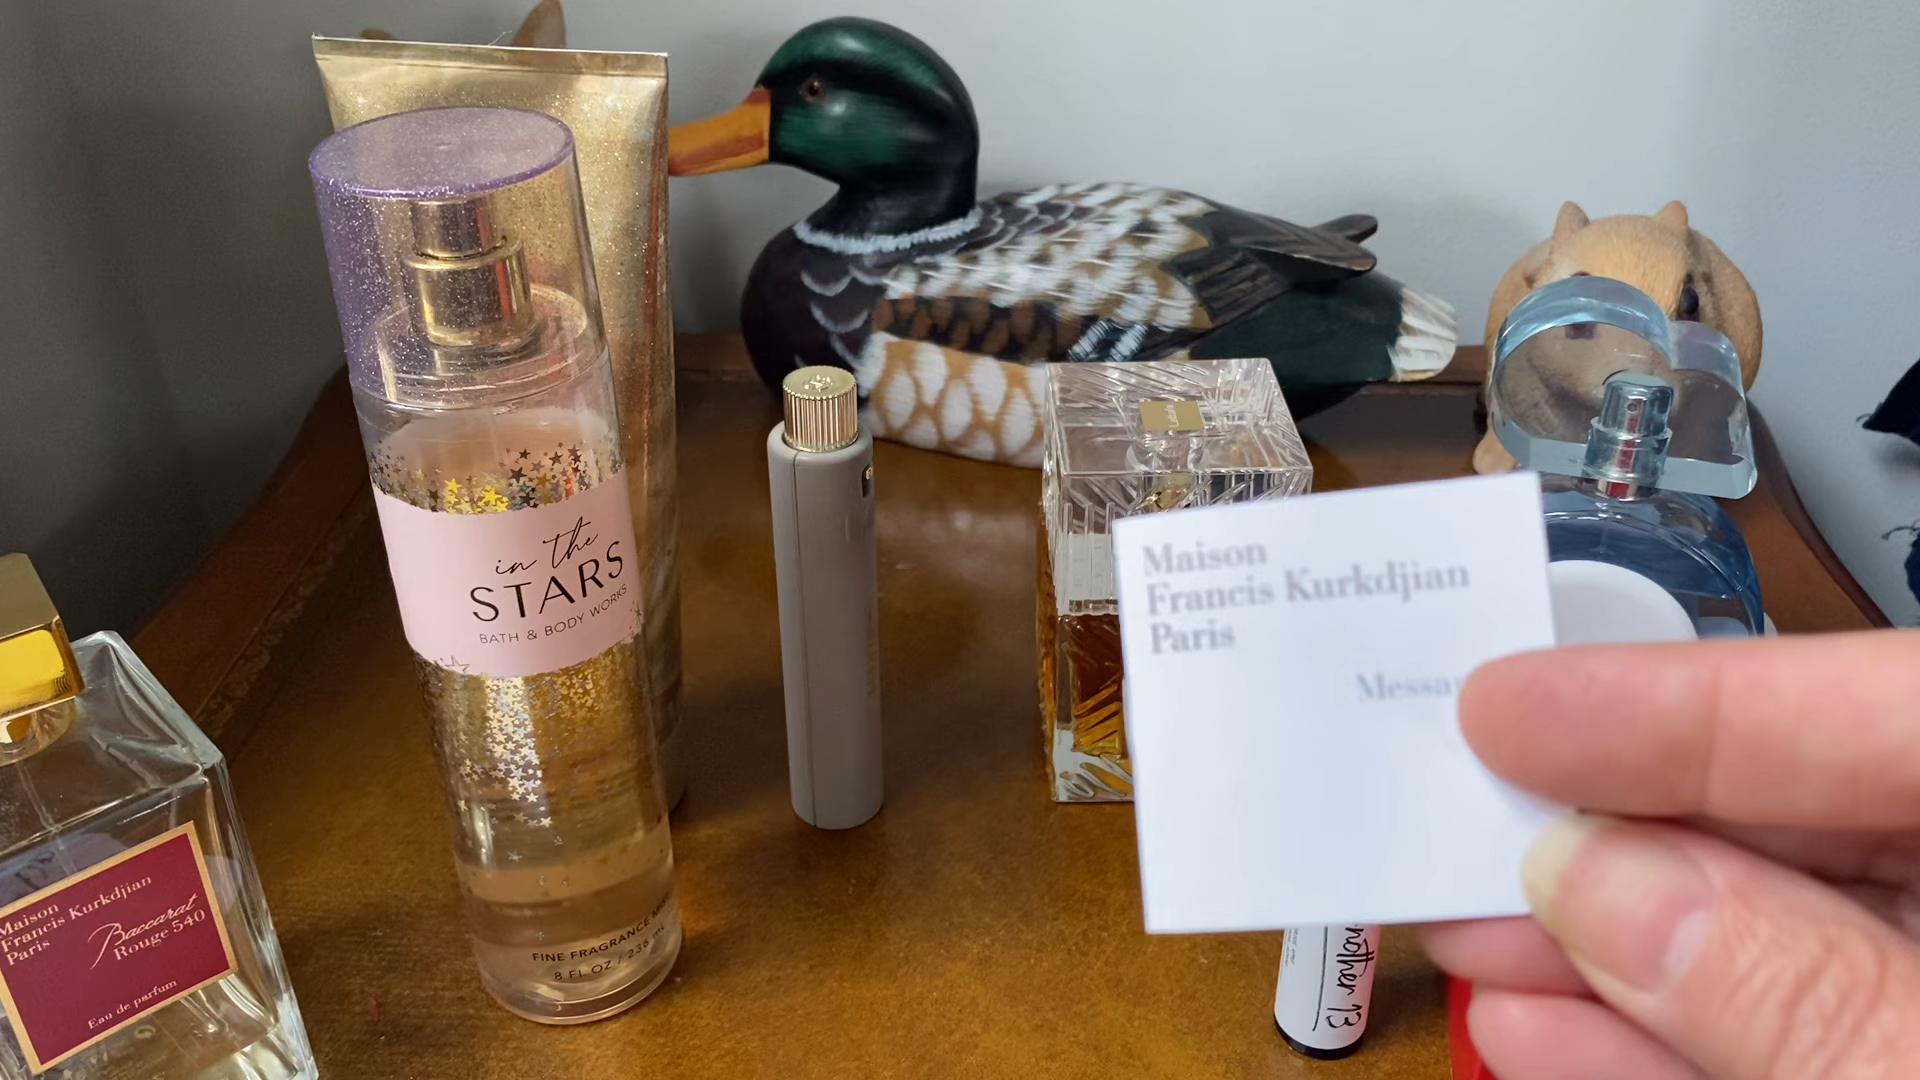 in the
STARS
BATH & BODY WORKS
FINE FRAGRANCE MIST
8 FL OZ / 236 mL
Maison
Francis Kurkdjian
Paris
Baccarat
Rouge 540
Eau de parfum
Maison
Francis Kurkdjian
Paris
nother 13